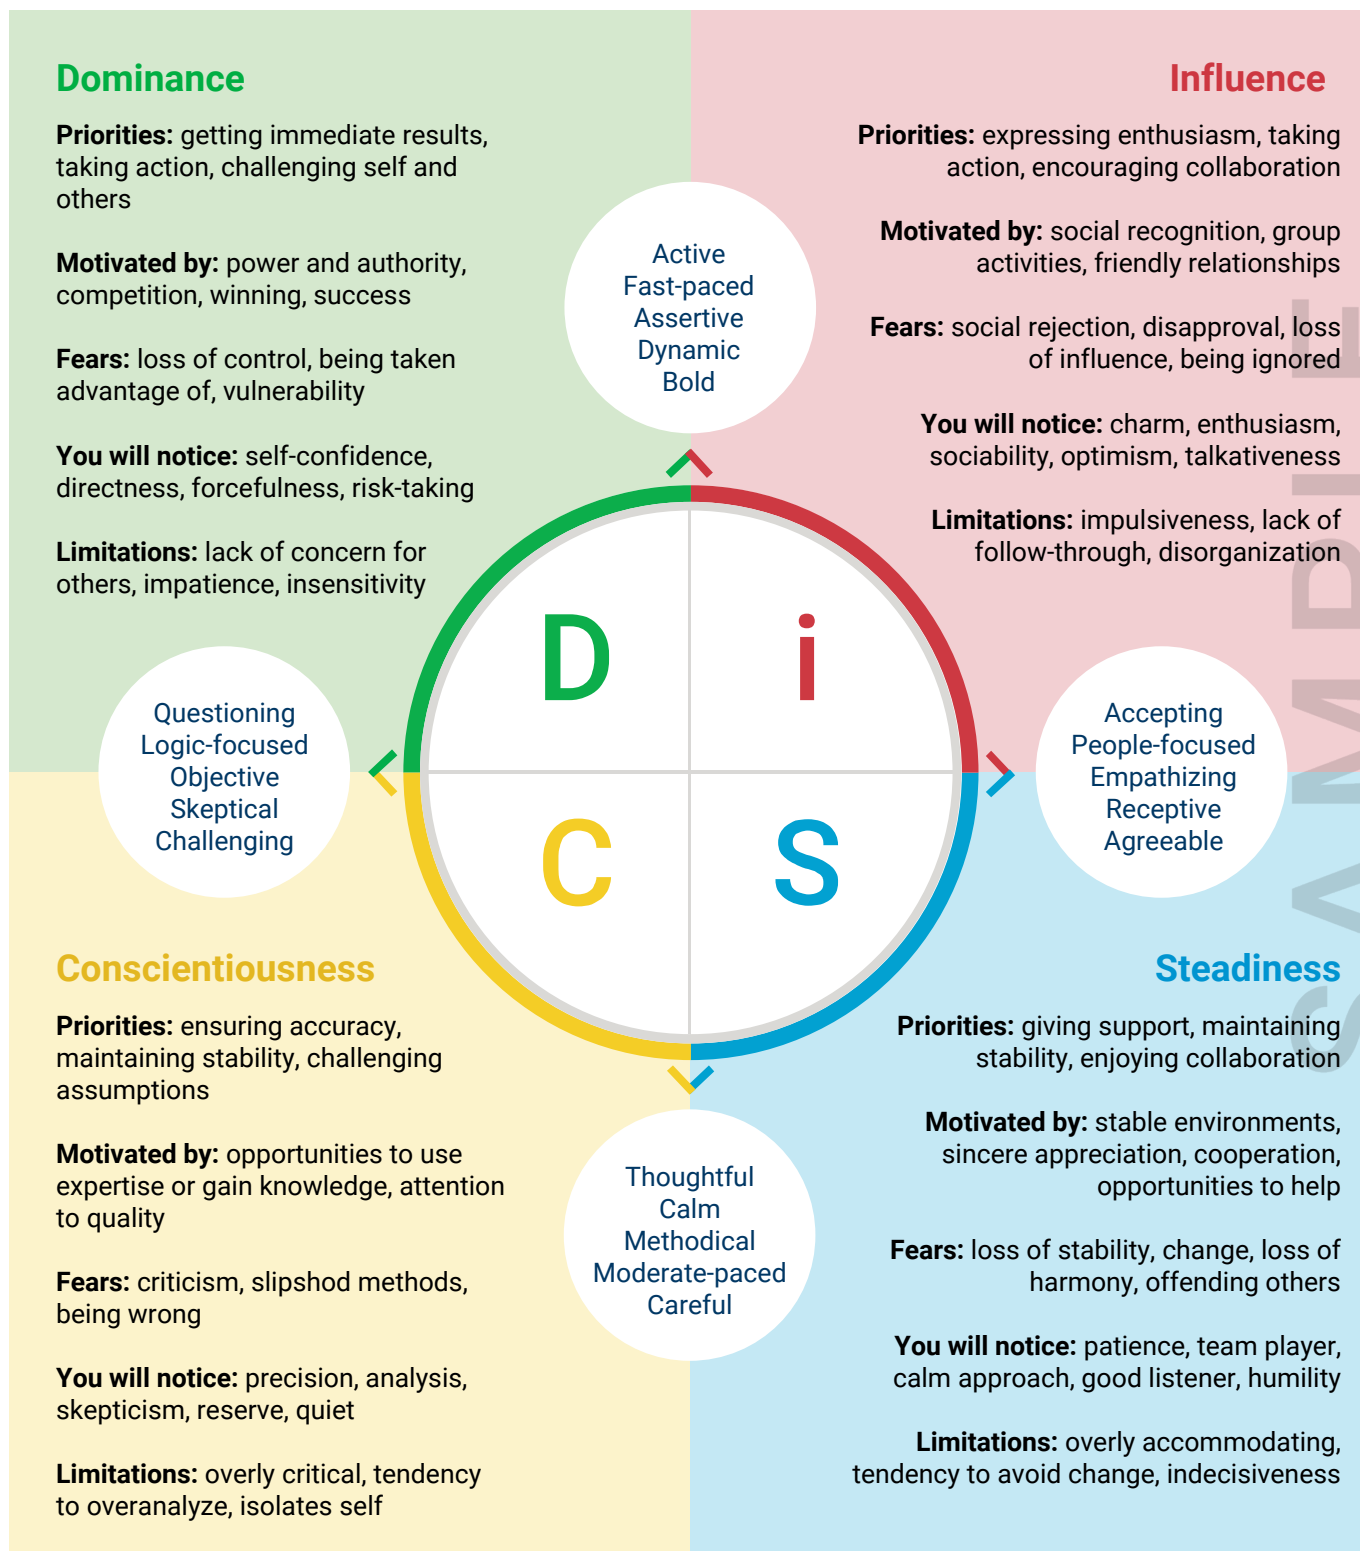 Dominance
Priorities: getting immediate results,
taking action, challenging self and
others
Motivated by: power and authority,
competition, winning, success
Fears: loss of control, being taken
advantage of, vulnerability
You will notice: self-confidence,
directness, forcefulness, risk-taking
Limitations: lack of concern for
others, impatience, insensitivity
Influence
Priorities: expressing enthusiasm, taking
action, encouraging collaboration
Motivated by: social recognition, group
activities, friendly relationships
Fears: social rejection, disapproval, loss
of influence, being ignored
You will notice: charm, enthusiasm,
sociability, optimism, talkativeness
Limitations: impulsiveness, lack of
follow-through, disorganization
Active
Fast-paced
Assertive
Dynamic
Bold
D
i
Questioning
Logic-focused
Objective
Skeptical
Challenging
Accepting
People-focused
Empathizing
Receptive
Agreeable
C
S
Conscientiousness
Priorities: ensuring accuracy,
maintaining stability, challenging
assumptions
Motivated by: opportunities to use
expertise or gain knowledge, attention
to quality
Fears: criticism, slipshod methods,
being wrong
You will notice: precision, analysis,
skepticism, reserve, quiet
Limitations: overly critical, tendency
to overanalyze, isolates self
Thoughtful
Calm
Methodical
Moderate-paced
Careful
Steadiness
Priorities: giving support, maintaining
stability, enjoying collaboration
Motivated by: stable environments,
sincere appreciation, cooperation,
opportunities to help
Fears: loss of stability, change, loss of
harmony, offending others
You will notice: patience, team player,
calm approach, good listener, humility
Limitations: overly accommodating,
tendency to avoid change, indecisiveness
SAMPLE